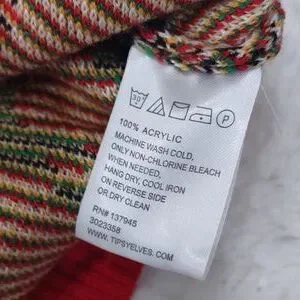 30 P
100% ACRYLIC
MACHINE WASH COLD,
ONLY NON-CHLORINE BLEACH
WHEN NEEDED,
HANG DRY, COOL IRON
ON REVERSE SIDE
OR DRY CLEAN
RN# 137945
3023358
WWW.TIPSYELVES.COM